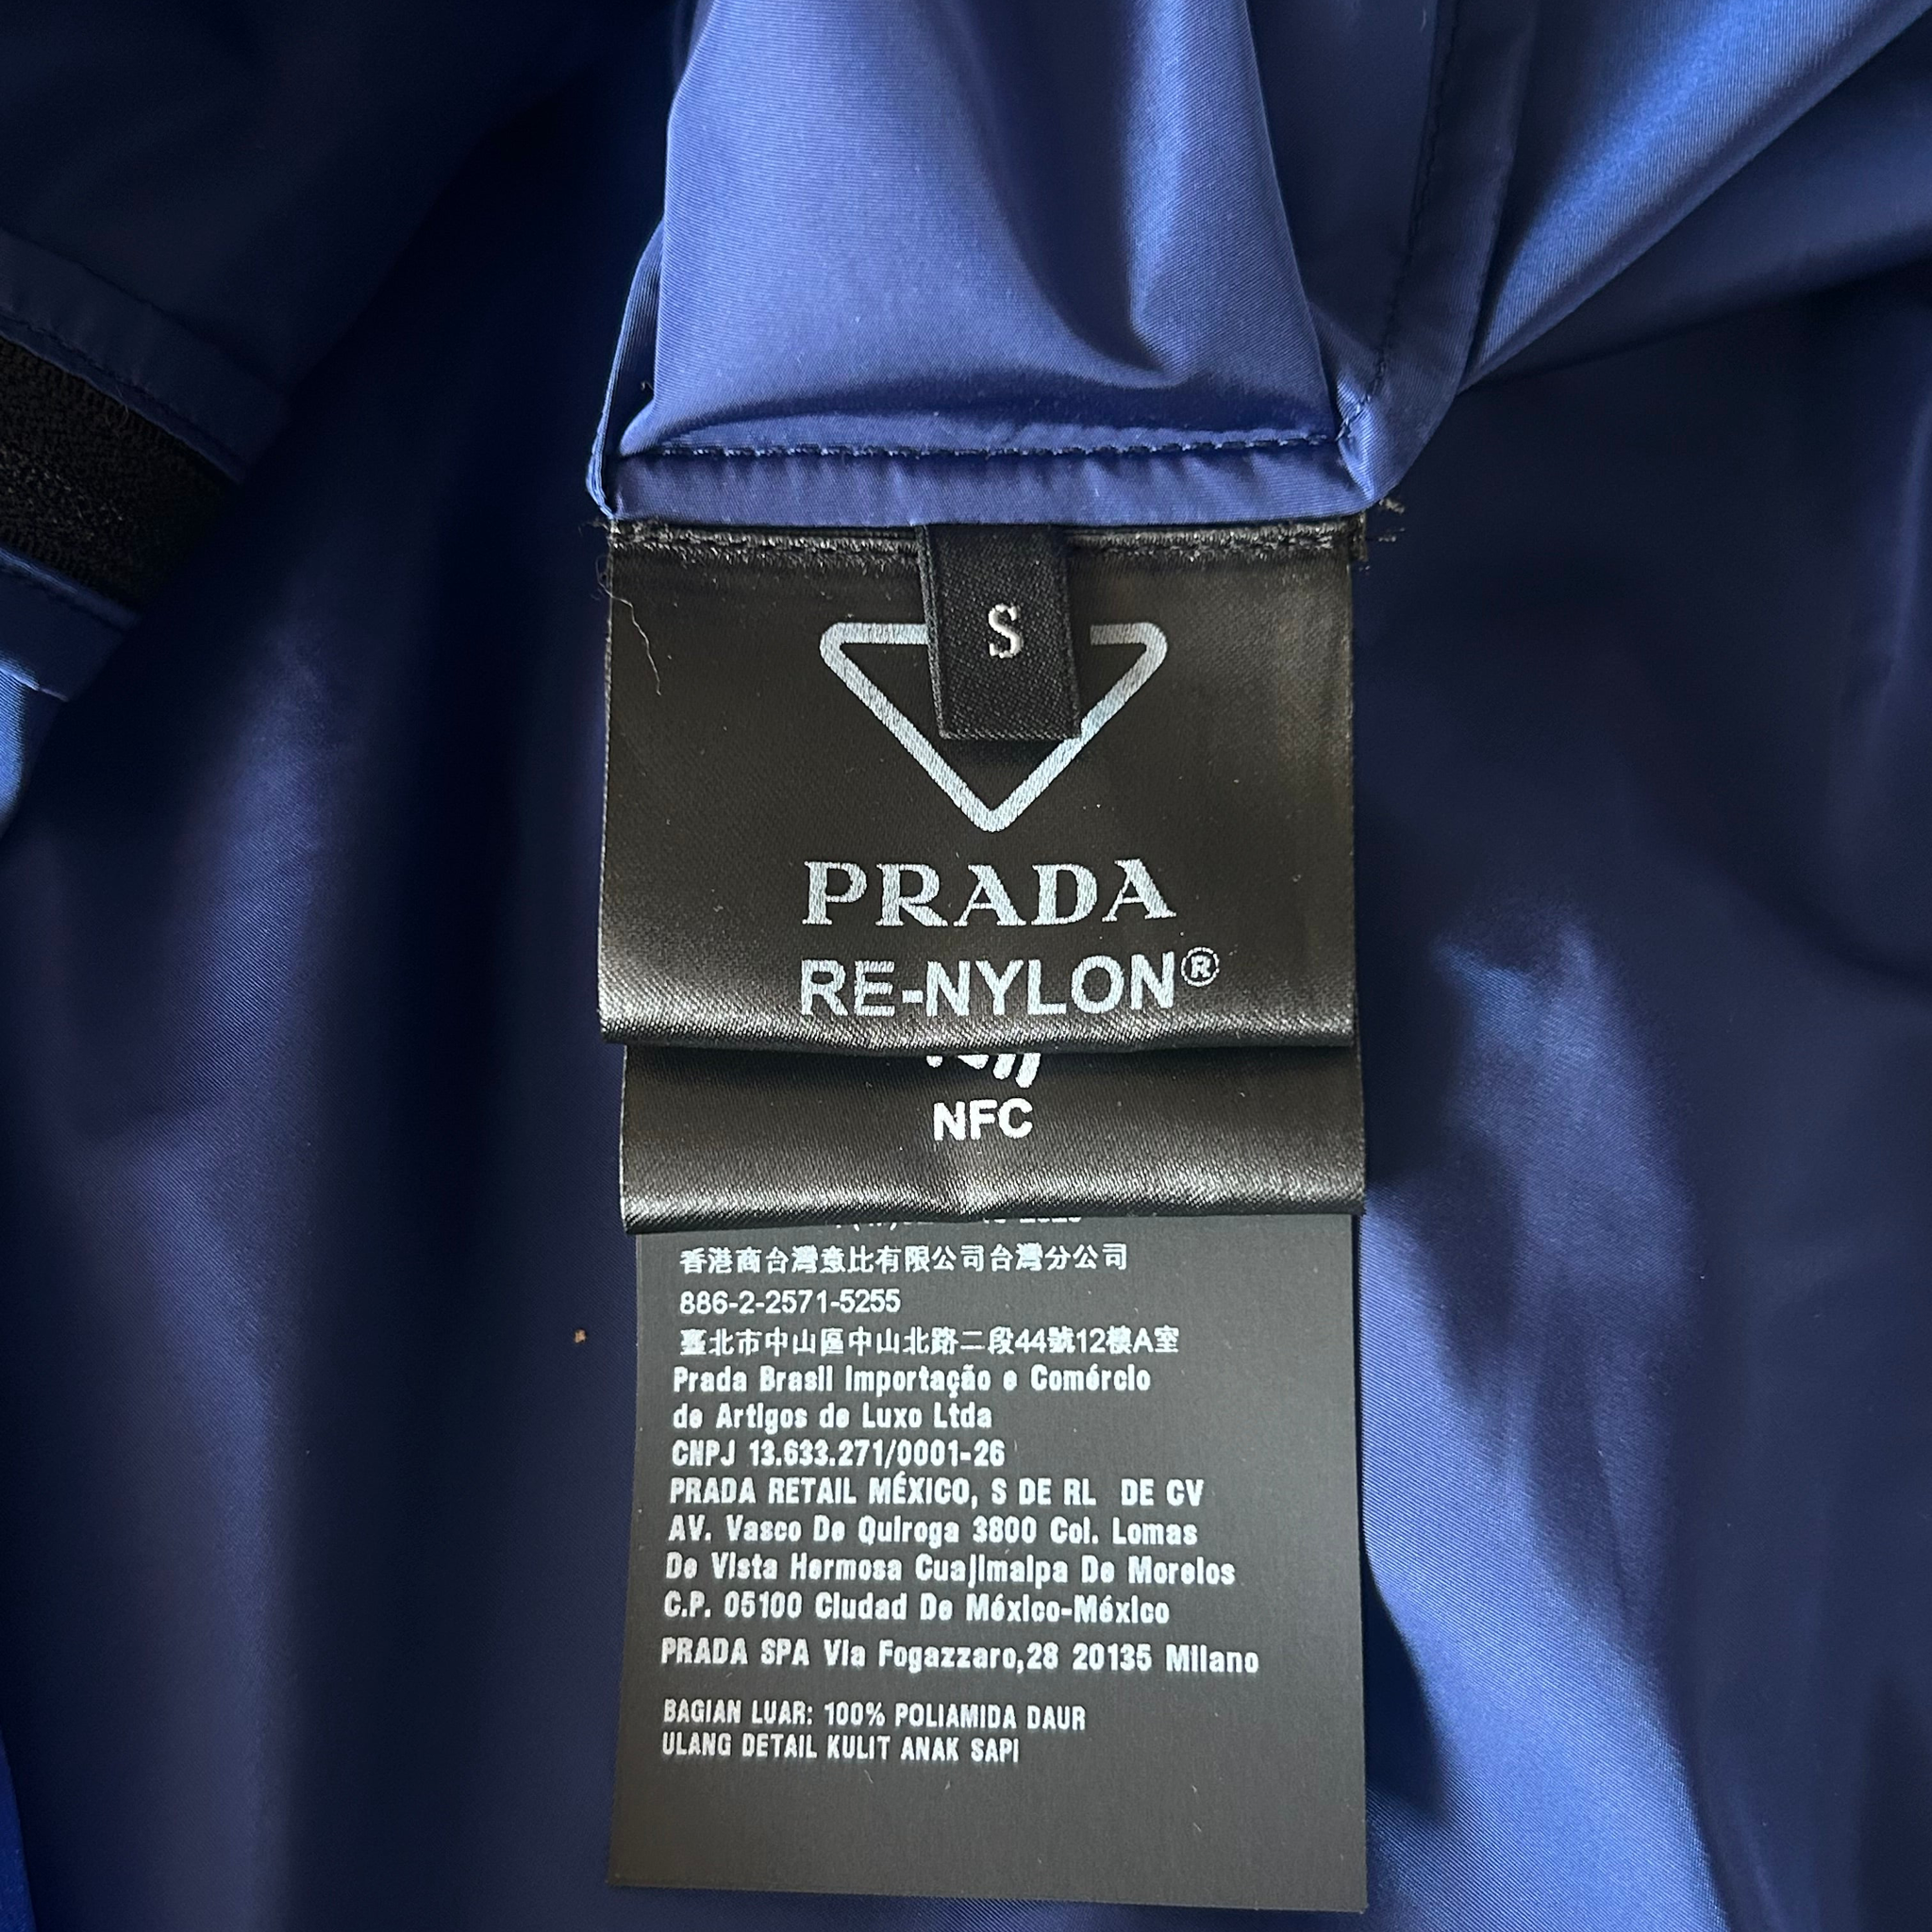 S
PRADA
RE-NYLON®
NFC
香港商台灣意比有限公司台灣分公司
886-2-2571-5255
臺北市中山區中山北路二段44號12樓A室
Prada Brasil Importação e Comércio
de Artigos de Luxo Ltda
CNPJ 13.633.271/0001-26
PRADA RETAIL MÉXICO, S DE RL DE CV
AV. Vasco De Quiroga 3800 Col. Lomas
De Vista Hermosa Cuajimalpa De Morelos
C.P. 05100 Ciudad De México-México
PRADA SPA Via Fogazzaro,28 20135 Milano
BAGIAN LUAR: 100% POLIAMIDA DAUR
ULANG DETAIL KULIT ANAK SAPI